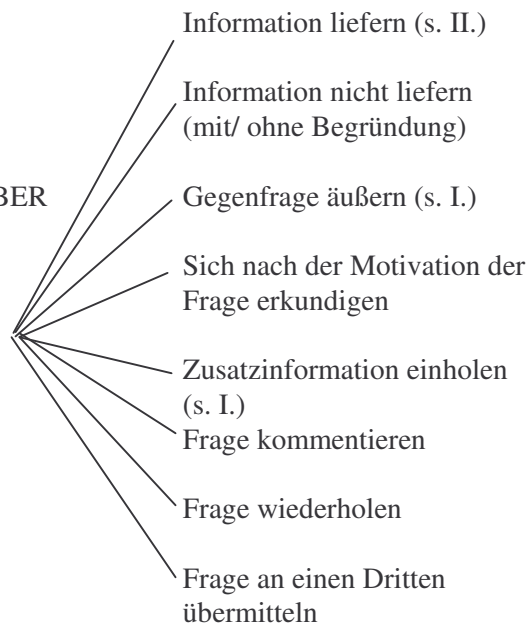 Information liefern (s. II.)
Information nicht liefern
(mit/ ohne Begründung)
BER
Gegenfrage äußern (s. I.)
Sich nach der Motivation der
Frage erkundigen
Zusatzinformation einholen
(s. I.)
Frage kommentieren
Frage wiederholen
Frage an einen Dritten
übermitteln